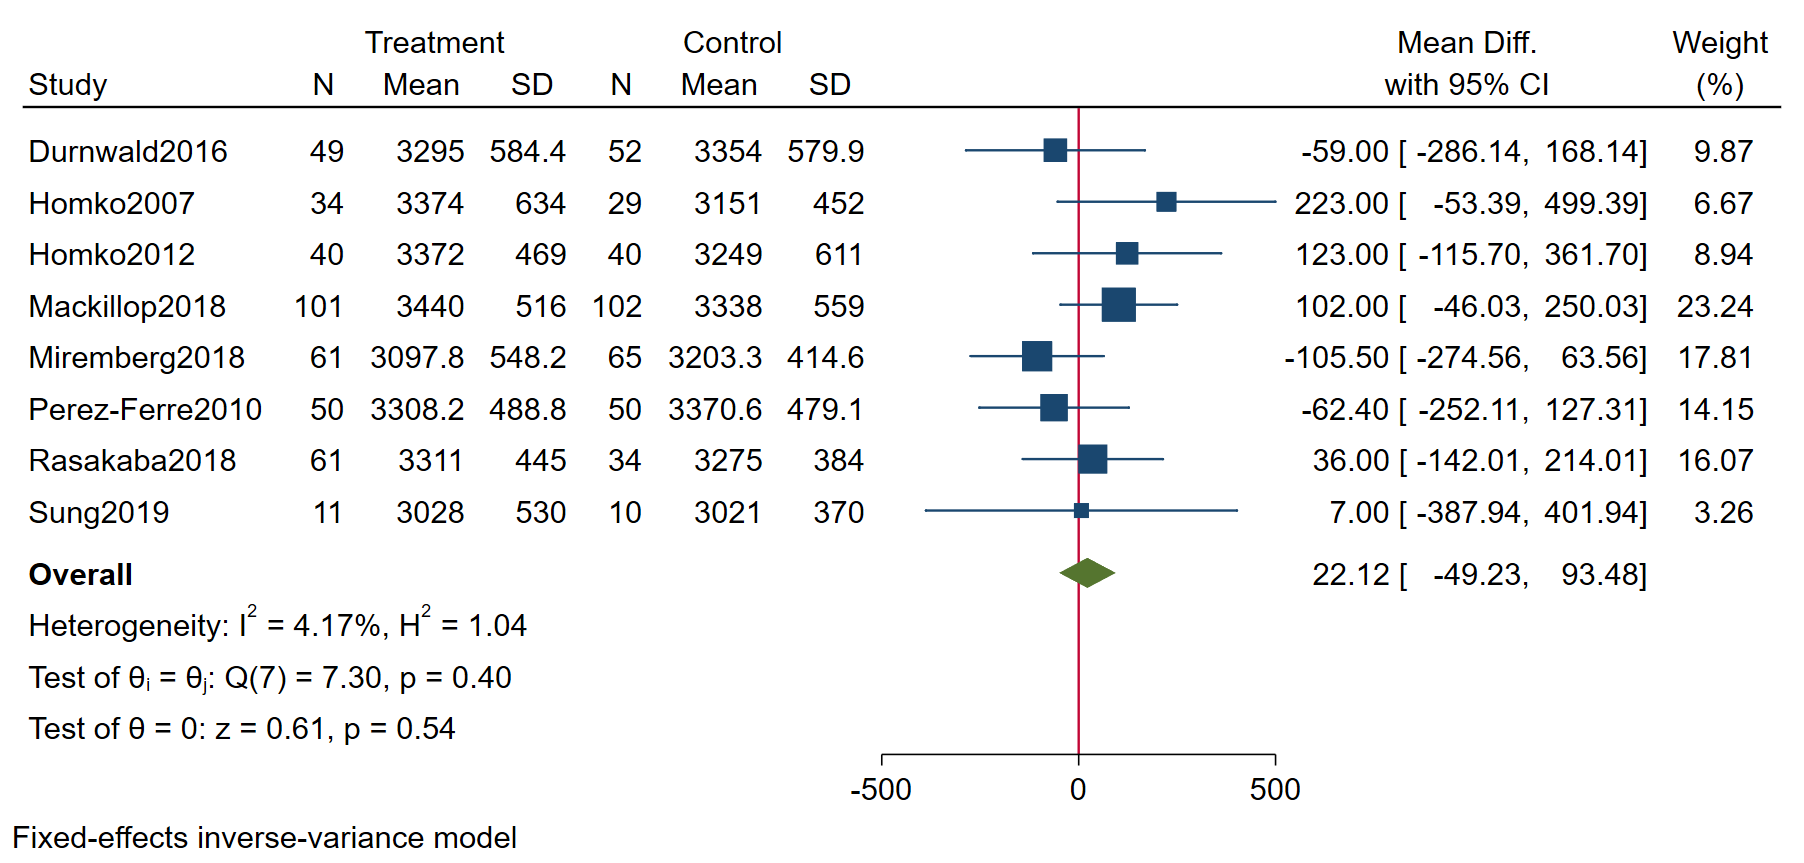 Treatment Control Mean Diff. Weight
Study N Mean SD N Mean SD with 95% CI (%)
Durnwald2016 49 3295 584.4 52 3354 579.9 -59.00 [ -286.14, 168.14] 9.87
Homko2007 34 3374 634 29 3151 452 223.00 [ -53.39, 499.39] 6.67
Homko2012 40 3372 469 40 3249 611 123.00 [ -115.70, 361.70] 8.94
Mackillop2018 101 3440 516 102 3338 559 102.00 [ -46.03, 250.03] 23.24
Miremberg2018 61 3097.8 548.2 65 3203.3 414.6 -105.50 [ -274.56, 63.56] 17.81
Perez-Ferre2010 50 3308.2 488.8 50 3370.6 479.1 -62.40 [ -252.11, 127.31] 14.15
Rasakaba2018 61 3311 445 34 3275 384 36.00 [ -142.01, 214.01] 16.07
Sung2019 11 3028 530 10 3021 370 7.00 [ -387.94, 401.94] 3.26
Overall 22.12 [ -49.23, 93.48]
Heterogeneity: I² = 4.17%, H² = 1.04
Test of θᵢ = θⱼ: Q(7) = 7.30, p = 0.40
Test of θ = 0: z = 0.61, p = 0.54
-500 0 500
Fixed-effects inverse-variance model